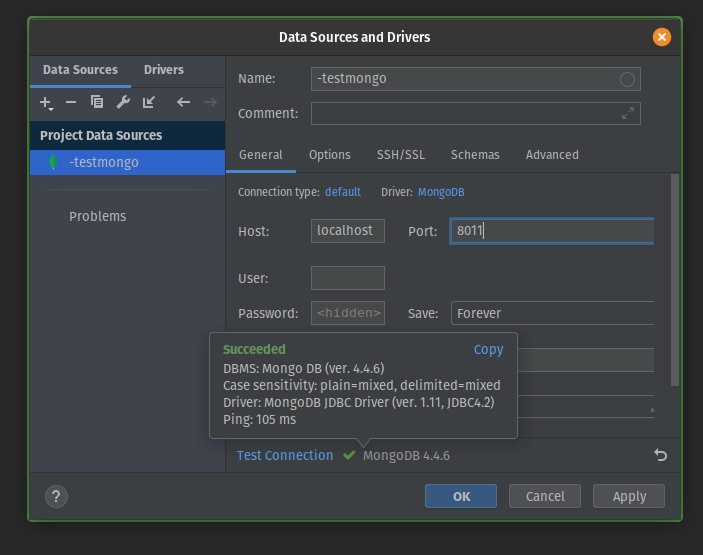 Data Sources and Drivers
Data Sources Drivers
Project Data Sources
-testmongo
Problems
Name: -testmongo
Comment:
General Options SSH/SSL Schemas Advanced
Connection type: default Driver: MongoDB
Host: localhost Port: 8011
User:
Password: <hidden> Save: Forever
Succeeded Copy
DBMS: Mongo DB (ver. 4.4.6)
Case sensitivity: plain=mixed, delimited=mixed
Driver: MongoDB JDBC Driver (ver. 1.11, JDBC4.2)
Ping: 105 ms
Test Connection MongoDB 4.4.6
? OK Cancel Apply